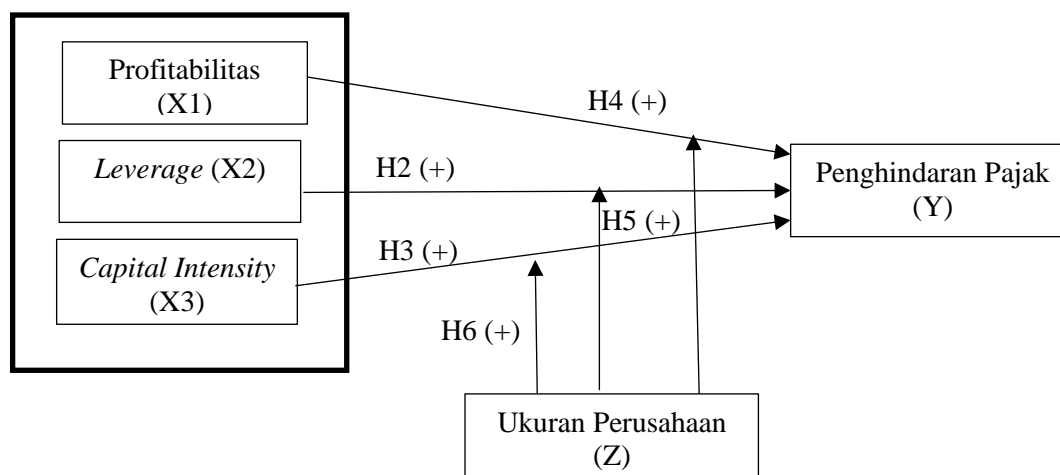 Profitabilitas
(X1)
H4 (+)
Leverage (X2)
H2 (+)
Penghindaran Pajak
(Y)
H5 (+)
H3 (+)
Capital Intensity
(X3)
H6 (+)
Ukuran Perusahaan
(Z)